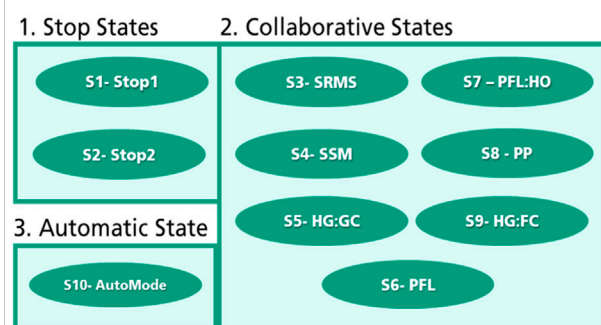 1. Stop States
S1- Stop1
S2- Stop2
2. Collaborative States
S3- SRMS
S7 – PFL:HO
S4- SSM
S8 - PP
S5- HG:GC
S9- HG:FC
S6- PFL
3. Automatic State
S10- AutoMode